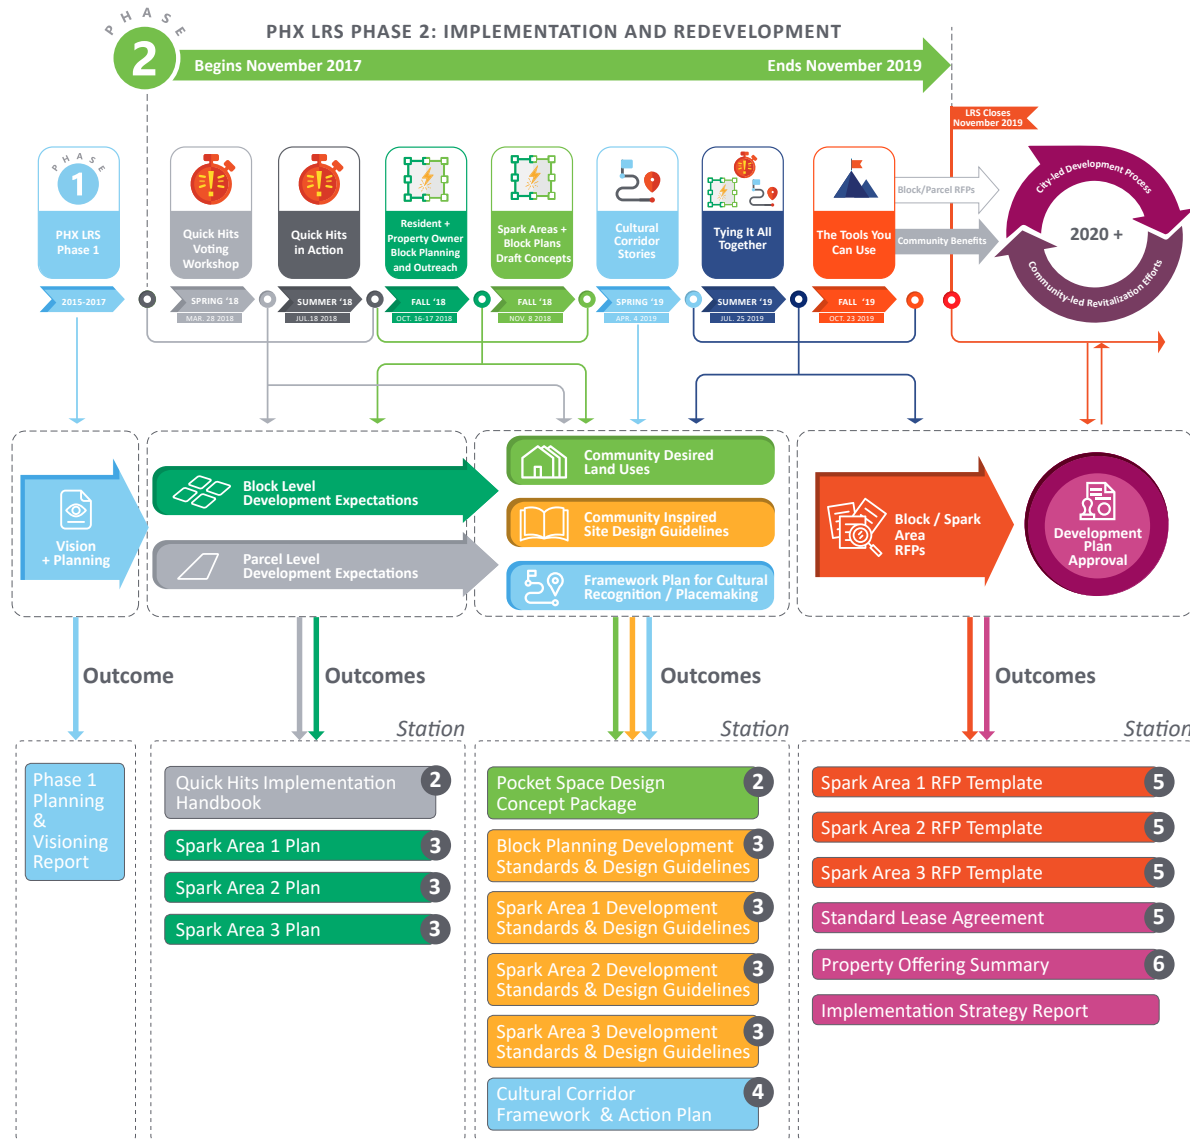 PHASE
2
PHX LRS PHASE 2: IMPLEMENTATION AND REDEVELOPMENT
Begins November 2017
Ends November 2019
LRS Closes
November 2019
PHASE
1
PHX LRS
Phase 1
Quick Hits
Voting
Workshop
Quick Hits
in Action
Resident +
Property Owner
Block Planning
and Outreach
Spark Areas +
Block Plans
Draft Concepts
Cultural
Corridor
Stories
Tying It All
Together
The Tools You
Can Use
Block/Parcel RFPs
Community Benefits
City-led Development Process
2020 +
Community-led Revitalization Efforts
2015-2017
SPRING '18
MAR. 28 2018
SUMMER '18
JUL.18 2018
FALL '18
OCT. 16-17 2018
FALL '18
NOV. 8 2018
SPRING '19
APR. 4 2019
SUMMER '19
JUL. 25 2019
FALL '19
OCT. 23 2019
Vision
+ Planning
Block Level
Development Expectations
Parcel Level
Development Expectations
Community Desired
Land Uses
Community Inspired
Site Design Guidelines
Framework Plan for Cultural
Recognition / Placemaking
Block / Spark
Area
RFPs
Development
Plan
Approval
Outcome
Outcomes
Outcomes
Outcomes
Station
Station
Station
Phase 1
Planning
&
Visioning
Report
Quick Hits Implementation
Handbook
2
Spark Area 1 Plan
3
Spark Area 2 Plan
3
Spark Area 3 Plan
3
Pocket Space Design
Concept Package
2
Block Planning Development
Standards & Design Guidelines
3
Spark Area 1 Development
Standards & Design Guidelines
3
Spark Area 2 Development
Standards & Design Guidelines
3
Spark Area 3 Development
Standards & Design Guidelines
3
Cultural Corridor
Framework & Action Plan
4
Spark Area 1 RFP Template
5
Spark Area 2 RFP Template
5
Spark Area 3 RFP Template
5
Standard Lease Agreement
5
Property Offering Summary
6
Implementation Strategy Report